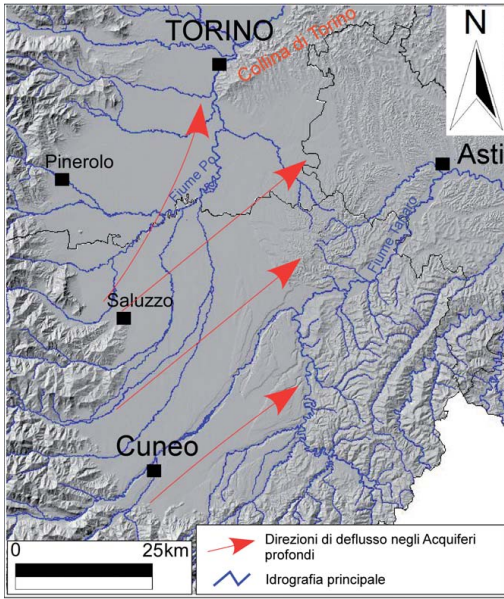 TORINO
Collina di Torino
N
Asti
Pinerolo
Fiume Po
Fiume Tanaro
Saluzzo
Cuneo
0 25km
Direzioni di deflusso negli Acquiferi
profondi
Idrografia principale